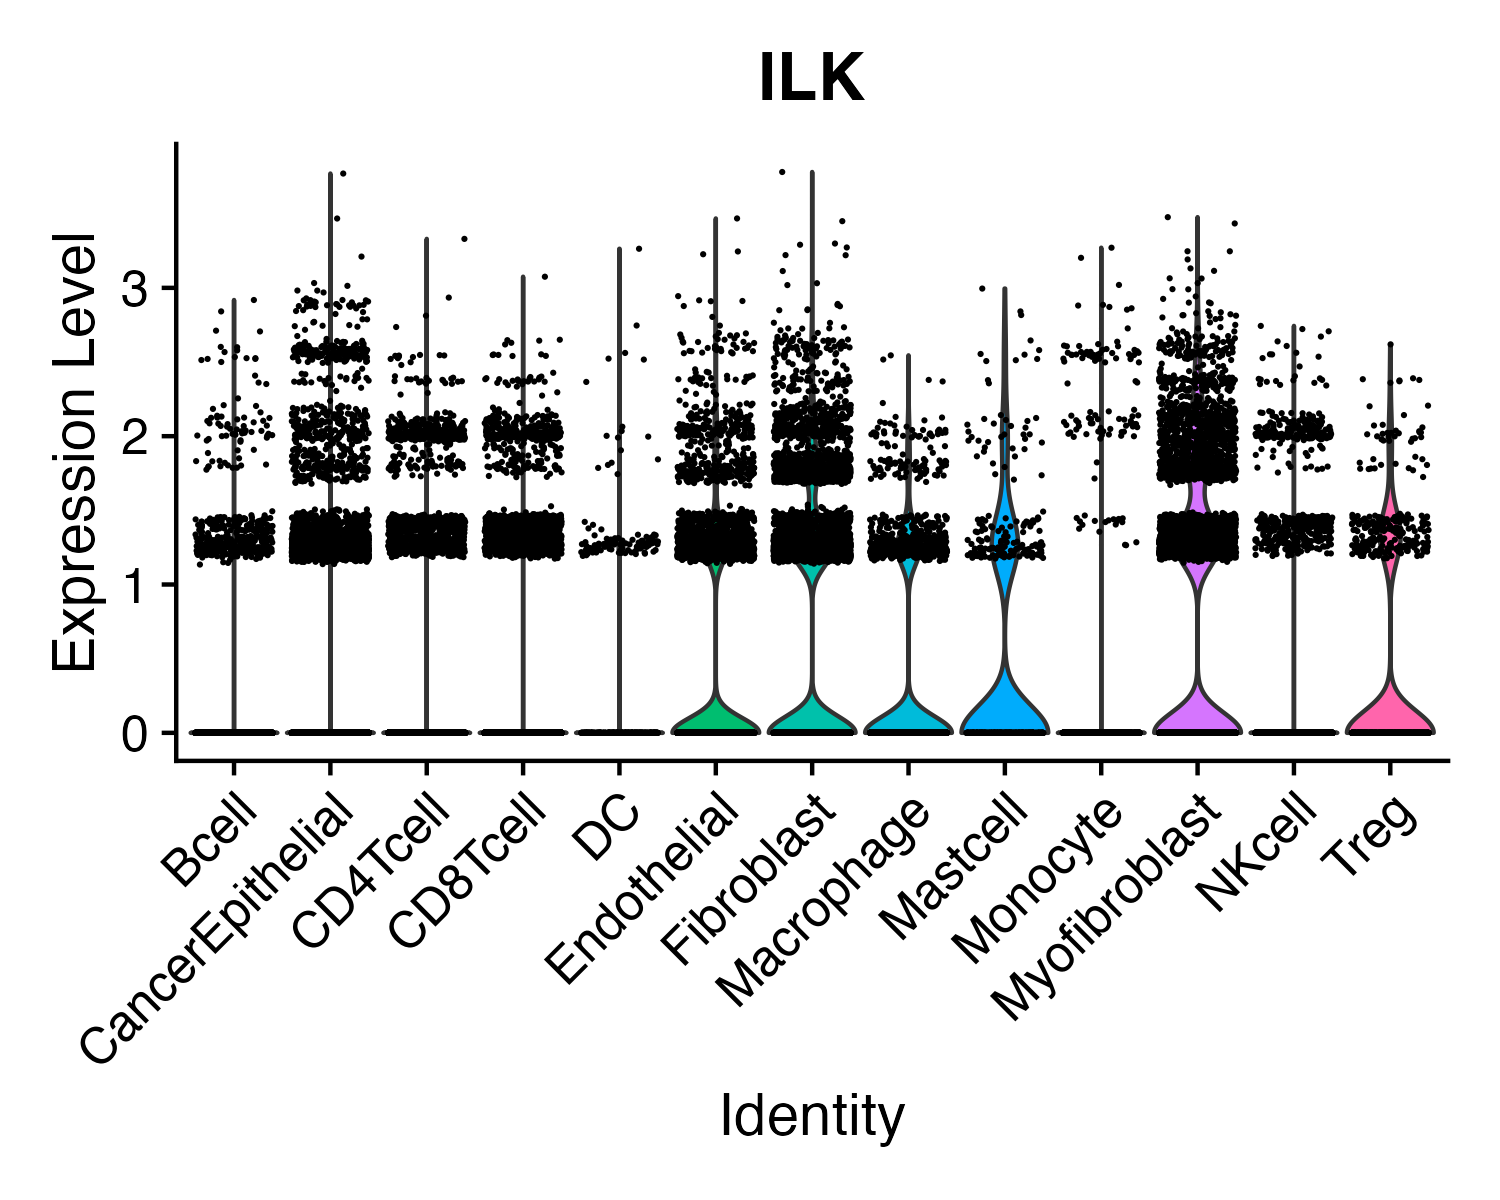 ILK
Expression Level
3
2
1
0
Bcell
CancerEpithelial
CD4Tcell
CD8Tcell
DC
Endothelial
Fibroblast
Macrophage
Mastcell
Monocyte
Myofibroblast
NKcell
Treg
Identity